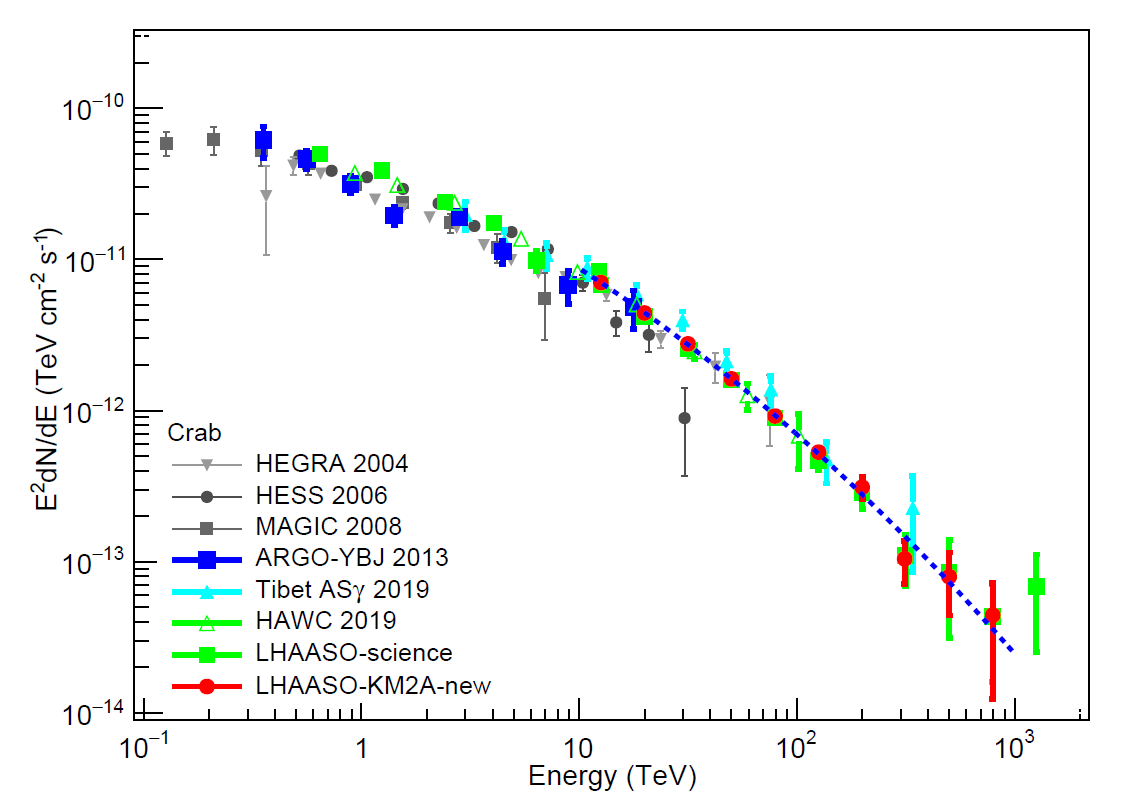 10⁻¹⁰
10⁻¹¹
10⁻¹²
10⁻¹³
10⁻¹⁴
E²dN/dE (TeV cm⁻² s⁻¹)
Crab
HEGRA 2004
HESS 2006
MAGIC 2008
ARGO-YBJ 2013
Tibet ASγ 2019
HAWC 2019
LHAASO-science
LHAASO-KM2A-new
10⁻¹ 1 10 10² 10³
Energy (TeV)